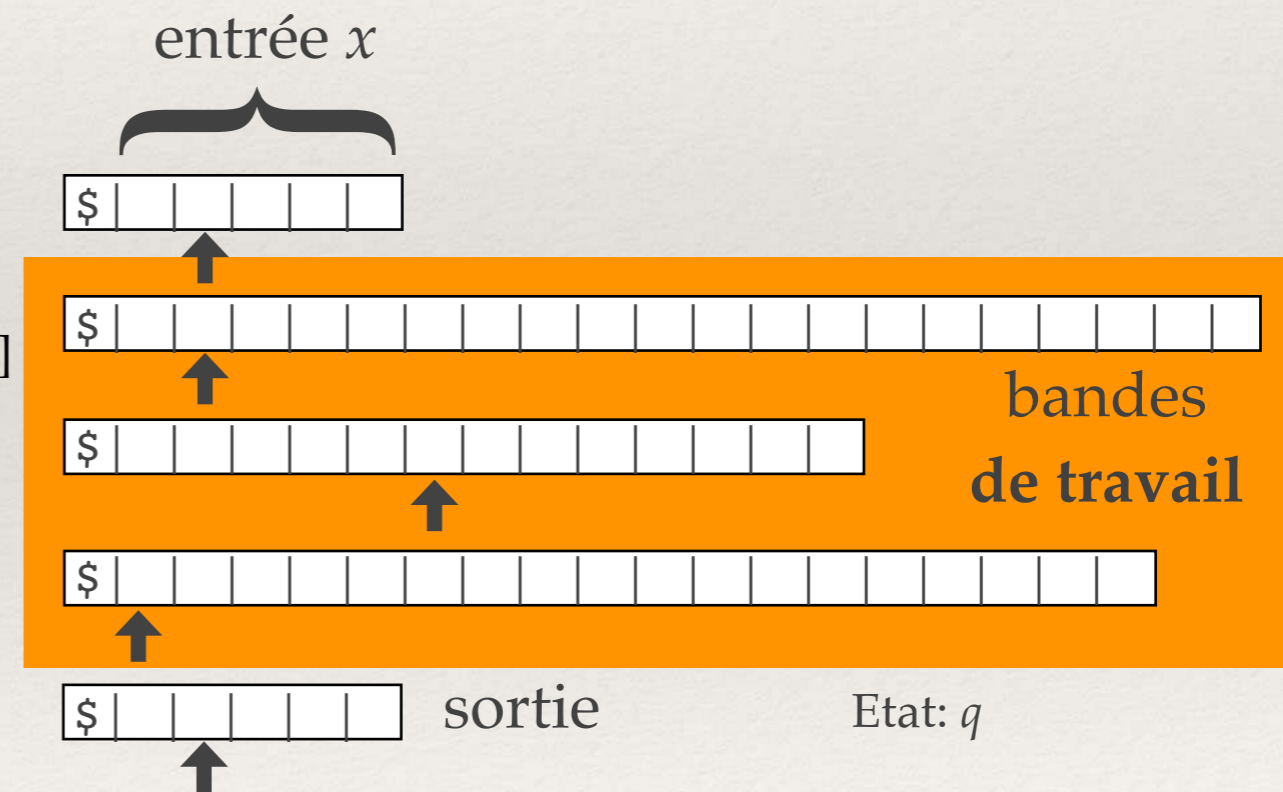 entrée x
$
]
$
bandes
$
de travail
$
$ sortie Etat: q